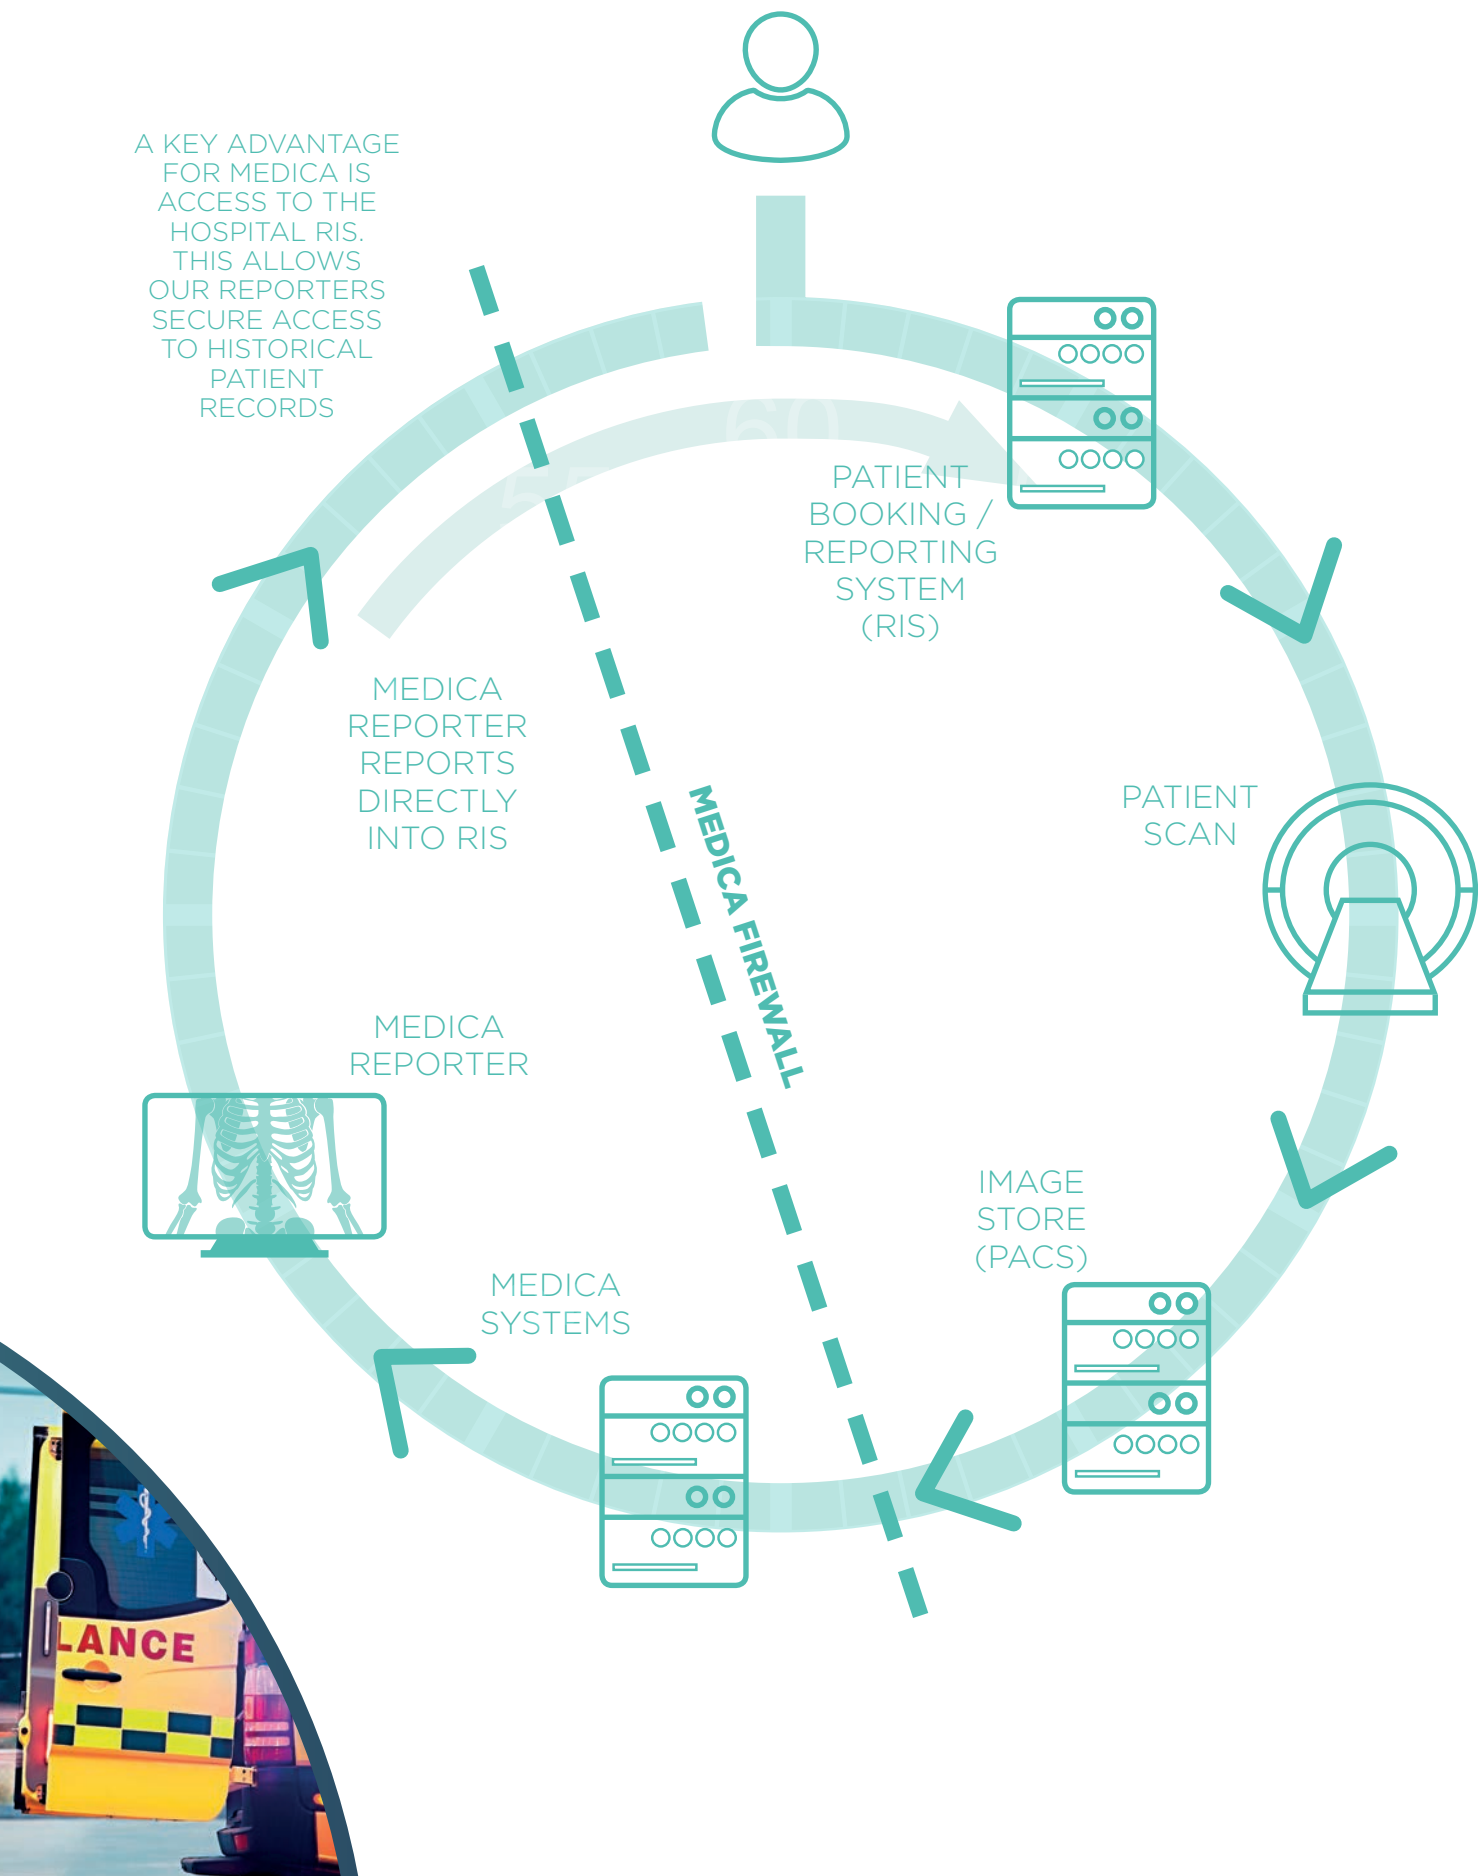 A KEY ADVANTAGE
FOR MEDICA IS
ACCESS TO THE
HOSPITAL RIS.
THIS ALLOWS
OUR REPORTERS
SECURE ACCESS
TO HISTORICAL
PATIENT
RECORDS
60
55
PATIENT
BOOKING /
REPORTING
SYSTEM
(RIS)
MEDICA
REPORTER
REPORTS
DIRECTLY
INTO RIS
PATIENT
SCAN
MEDICA FIREWALL
MEDICA
REPORTER
IMAGE
STORE
(PACS)
MEDICA
SYSTEMS
LANCE